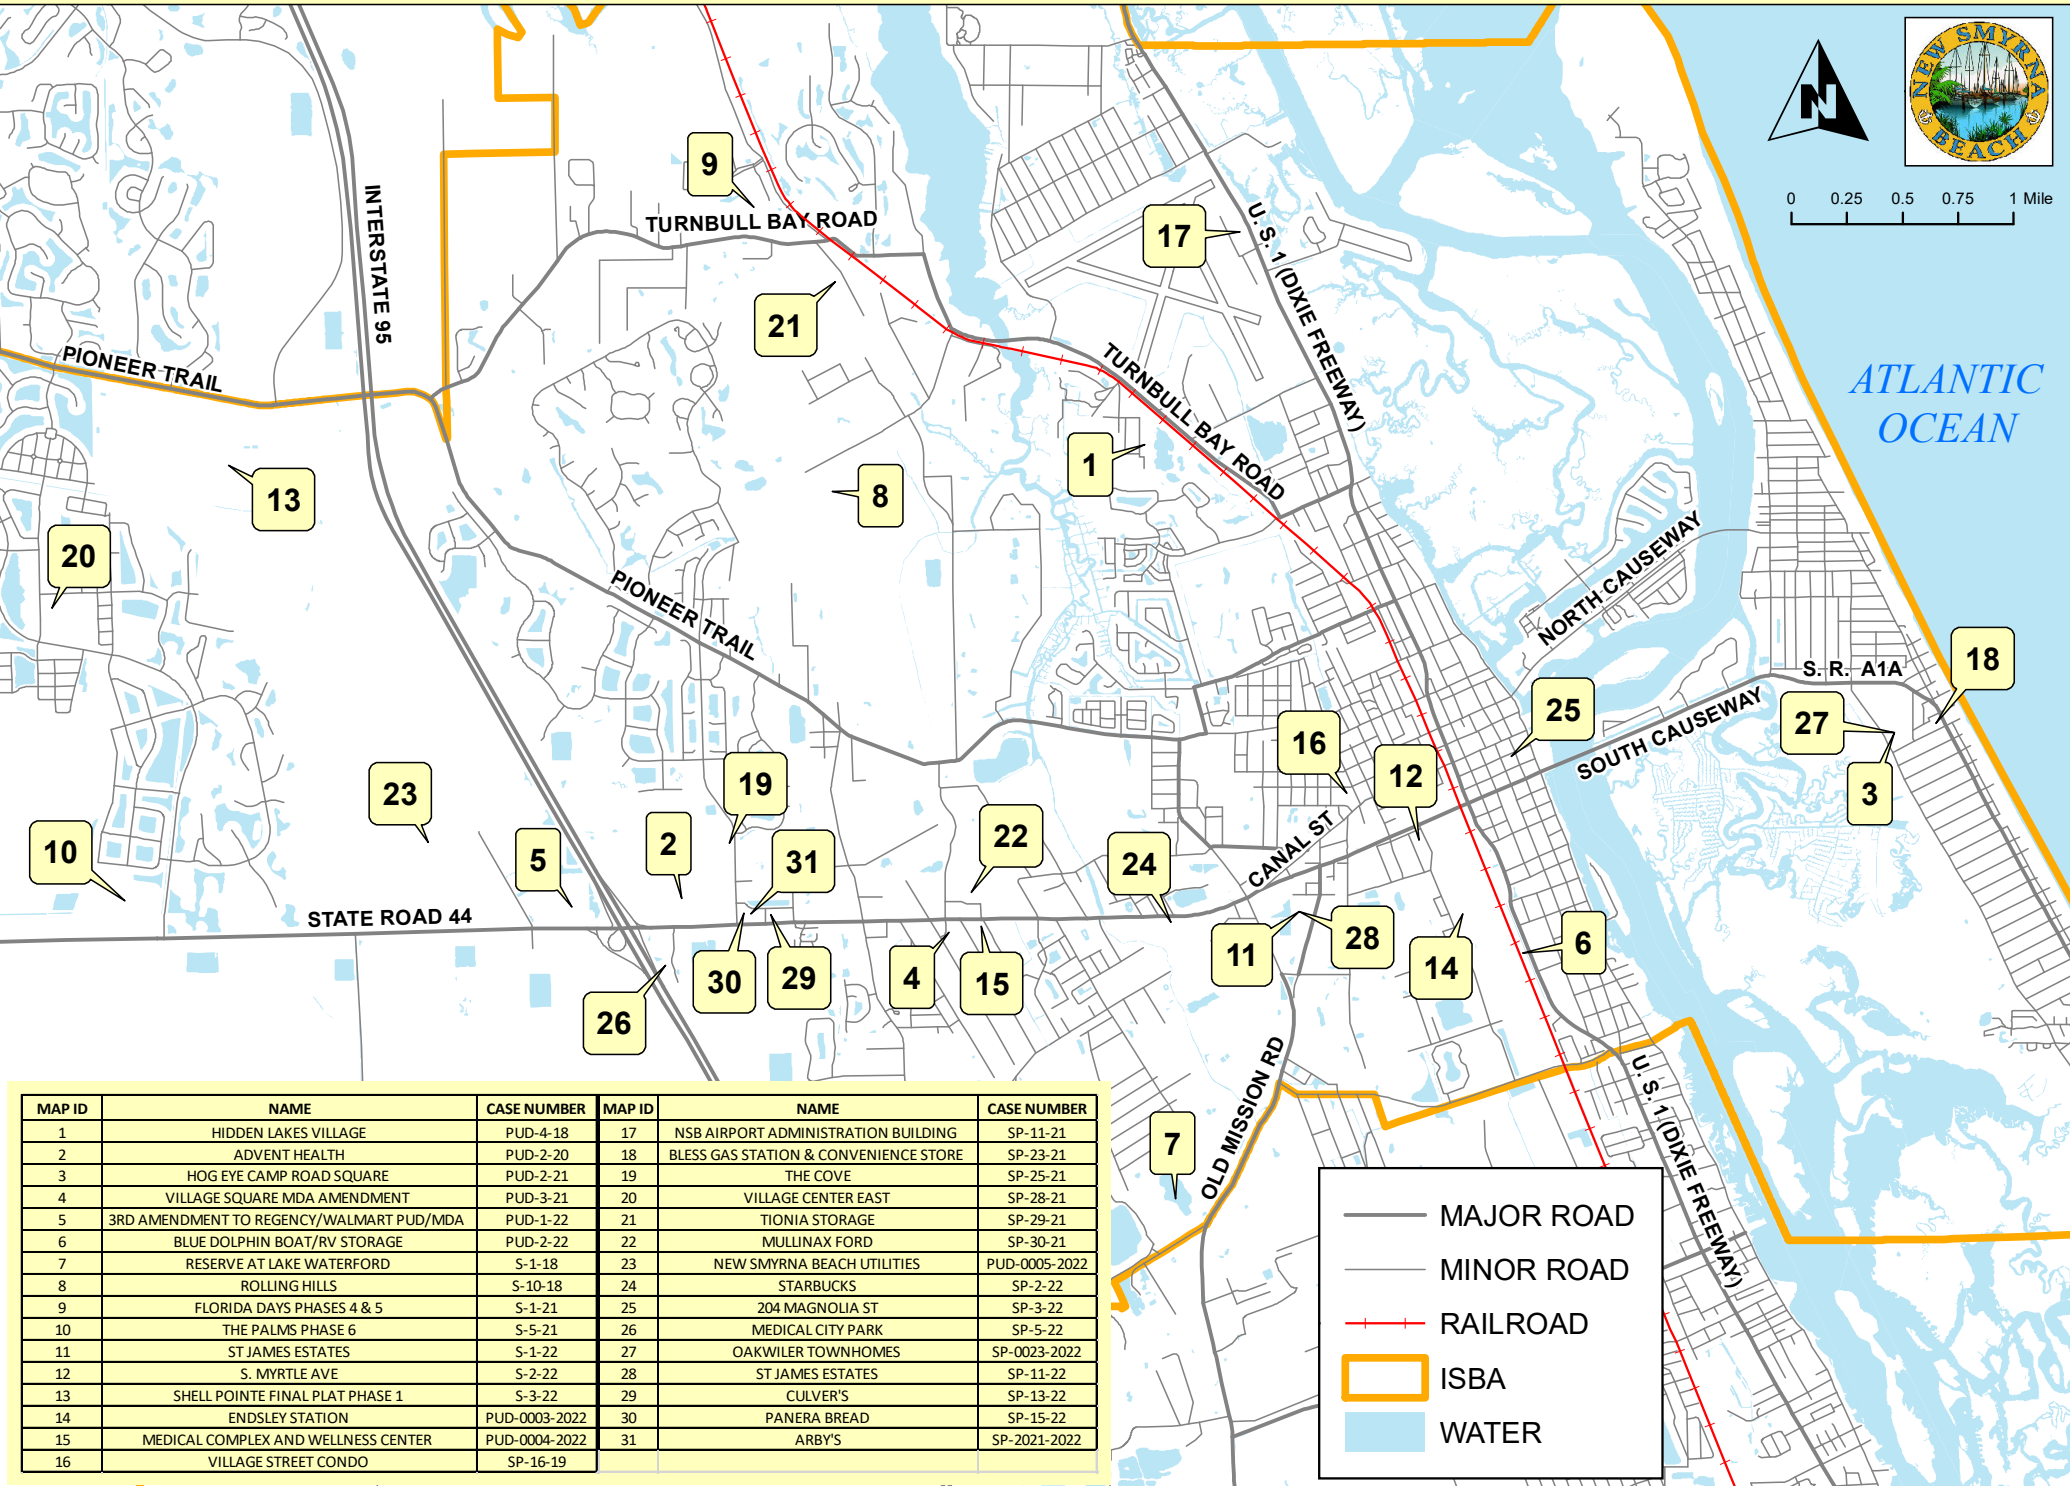 NEW SMYRNA
BEACH
N
0 0.25 0.5 0.75 1 Mile
INTERSTATE 95
9
TURNBULL BAY ROAD
17
U. S. 1 (DIXIE FREEWAY)
21
PIONEER TRAIL
TURNBULL BAY ROAD
ATLANTIC
OCEAN
1
8
13
20
NORTH CAUSEWAY
PIONEER TRAIL
18
S. R. A1A
25
27
SOUTH CAUSEWAY
16
12
19
23
3
2
22
31
10
5
24
CANAL ST
STATE ROAD 44
11
28
6
14
30
29
4
15
26
OLD MISSION RD
U. S. 1 (DIXIE FREEWAY)
7
MAP ID NAME CASE NUMBER MAP ID NAME CASE NUMBER
1 HIDDEN LAKES VILLAGE PUD-4-18 17 NSB AIRPORT ADMINISTRATION BUILDING SP-11-21
2 ADVENT HEALTH PUD-2-20 18 BLESS GAS STATION & CONVENIENCE STORE SP-23-21
3 HOG EYE CAMP ROAD SQUARE PUD-2-21 19 THE COVE SP-25-21
4 VILLAGE SQUARE MDA AMENDMENT PUD-3-21 20 VILLAGE CENTER EAST SP-28-21
5 3RD AMENDMENT TO REGENCY/WALMART PUD/MDA PUD-1-22 21 TIONIA STORAGE SP-29-21
6 BLUE DOLPHIN BOAT/RV STORAGE PUD-2-22 22 MULLINAX FORD SP-30-21
7 RESERVE AT LAKE WATERFORD S-1-18 23 NEW SMYRNA BEACH UTILITIES PUD-0005-2022
8 ROLLING HILLS S-10-18 24 STARBUCKS SP-2-22
9 FLORIDA DAYS PHASES 4 & 5 S-1-21 25 204 MAGNOLIA ST SP-3-22
10 THE PALMS PHASE 6 S-5-21 26 MEDICAL CITY PARK SP-5-22
11 ST JAMES ESTATES S-1-22 27 OAKWILER TOWNHOMES SP-0023-2022
12 S. MYRTLE AVE S-2-22 28 ST JAMES ESTATES SP-11-22
13 SHELL POINTE FINAL PLAT PHASE 1 S-3-22 29 CULVER'S SP-13-22
14 ENDSLEY STATION PUD-0003-2022 30 PANERA BREAD SP-15-22
15 MEDICAL COMPLEX AND WELLNESS CENTER PUD-0004-2022 31 ARBY'S SP-2021-2022
16 VILLAGE STREET CONDO SP-16-19
MAJOR ROAD
MINOR ROAD
RAILROAD
ISBA
WATER